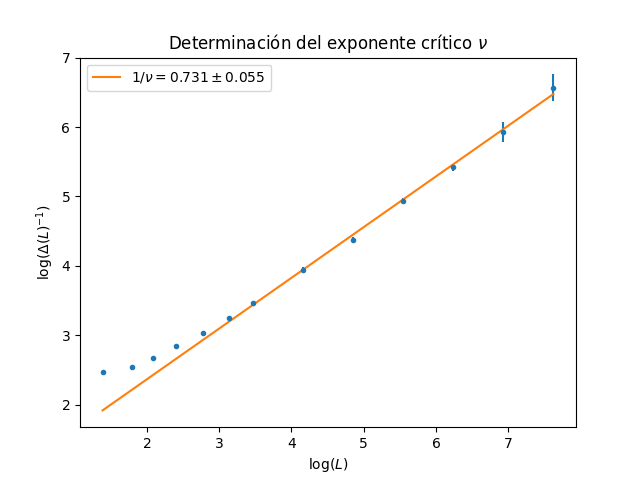 Determinación del exponente crítico ν
1/ν = 0.731 ± 0.055
log(Δ(L)⁻¹)
7
6
5
4
3
2
2 3 4 5 6 7
log(L)